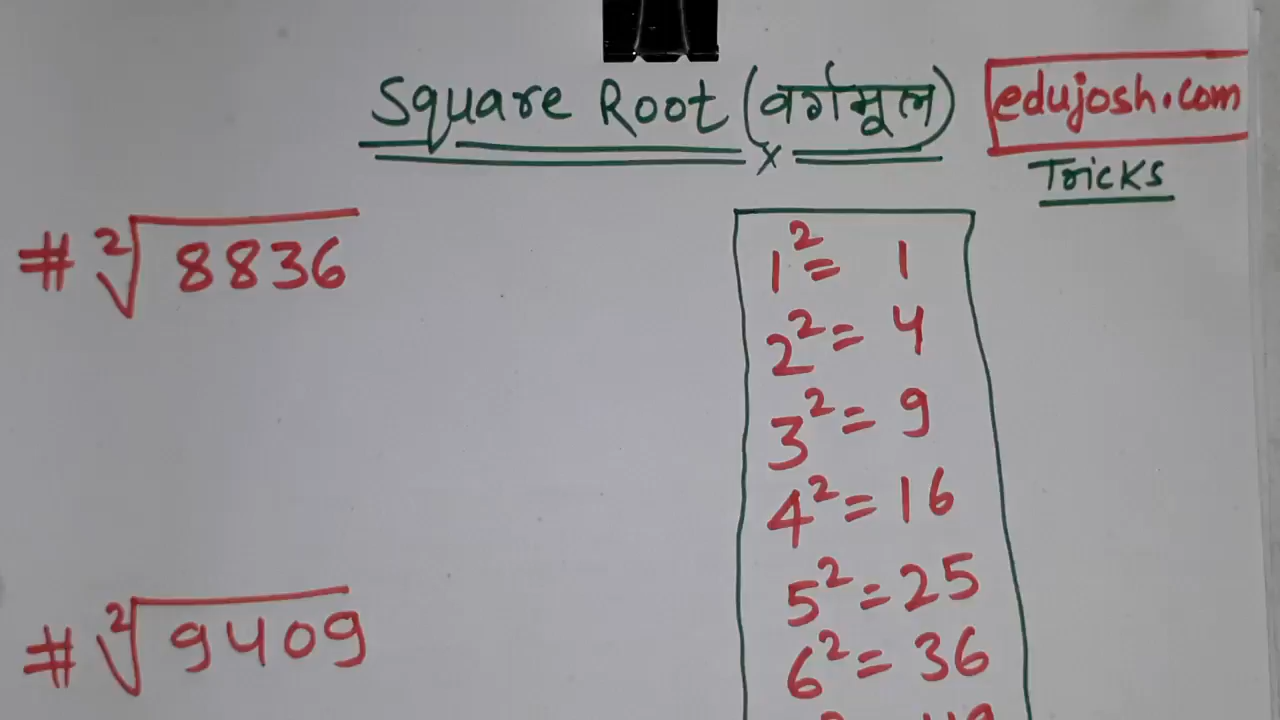 Square Root (वर्गमूल)
edujosh.com
Tricks
# ²√8836
# ²√9409
1² = 1
2² = 4
3² = 9
4² = 16
5² = 25
6² = 36